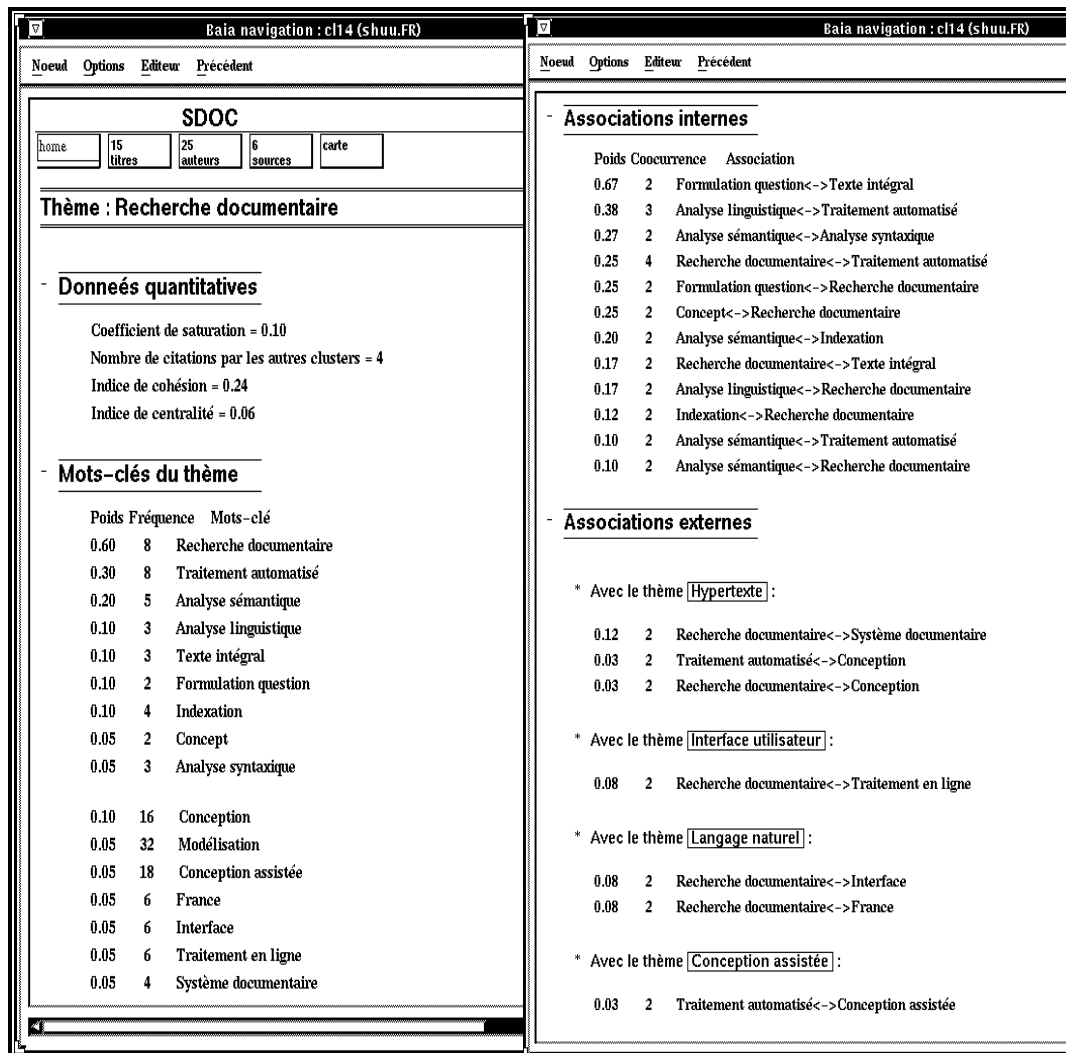 Baia navigation : cl14 (shuu.FR)
Noeud Options Editeur Précédent
SDOC
home 15 titres 25 auteurs 6 sources carte
Thème : Recherche documentaire
- Donneés quantitatives
Coefficient de saturation = 0.10
Nombre de citations par les autres clusters = 4
Indice de cohésion = 0.24
Indice de centralité = 0.06
- Mots-clés du thème
Poids Fréquence Mots-clé
0.60 8 Recherche documentaire
0.30 8 Traitement automatisé
0.20 5 Analyse sémantique
0.10 3 Analyse linguistique
0.10 3 Texte intégral
0.10 2 Formulation question
0.10 4 Indexation
0.05 2 Concept
0.05 3 Analyse syntaxique
0.10 16 Conception
0.05 32 Modélisation
0.05 18 Conception assistée
0.05 6 France
0.05 6 Interface
0.05 6 Traitement en ligne
0.05 4 Système documentaire
Baia navigation : cl14 (shuu.FR)
Noeud Options Editeur Précédent
- Associations internes
Poids Coocurrence Association
0.67 2 Formulation question<->Texte intégral
0.38 3 Analyse linguistique<->Traitement automatisé
0.27 2 Analyse sémantique<->Analyse syntaxique
0.25 4 Recherche documentaire<->Traitement automatisé
0.25 2 Formulation question<->Recherche documentaire
0.25 2 Concept<->Recherche documentaire
0.20 2 Analyse sémantique<->Indexation
0.17 2 Recherche documentaire<->Texte intégral
0.17 2 Analyse linguistique<->Recherche documentaire
0.12 2 Indexation<->Recherche documentaire
0.10 2 Analyse sémantique<->Traitement automatisé
0.10 2 Analyse sémantique<->Recherche documentaire
- Associations externes
* Avec le thème Hypertexte :
0.12 2 Recherche documentaire<->Système documentaire
0.03 2 Traitement automatisé<->Conception
0.03 2 Recherche documentaire<->Conception
* Avec le thème Interface utilisateur :
0.08 2 Recherche documentaire<->Traitement en ligne
* Avec le thème Langage naturel :
0.08 2 Recherche documentaire<->Interface
0.08 2 Recherche documentaire<->France
* Avec le thème Conception assistée :
0.03 2 Traitement automatisé<->Conception assistée